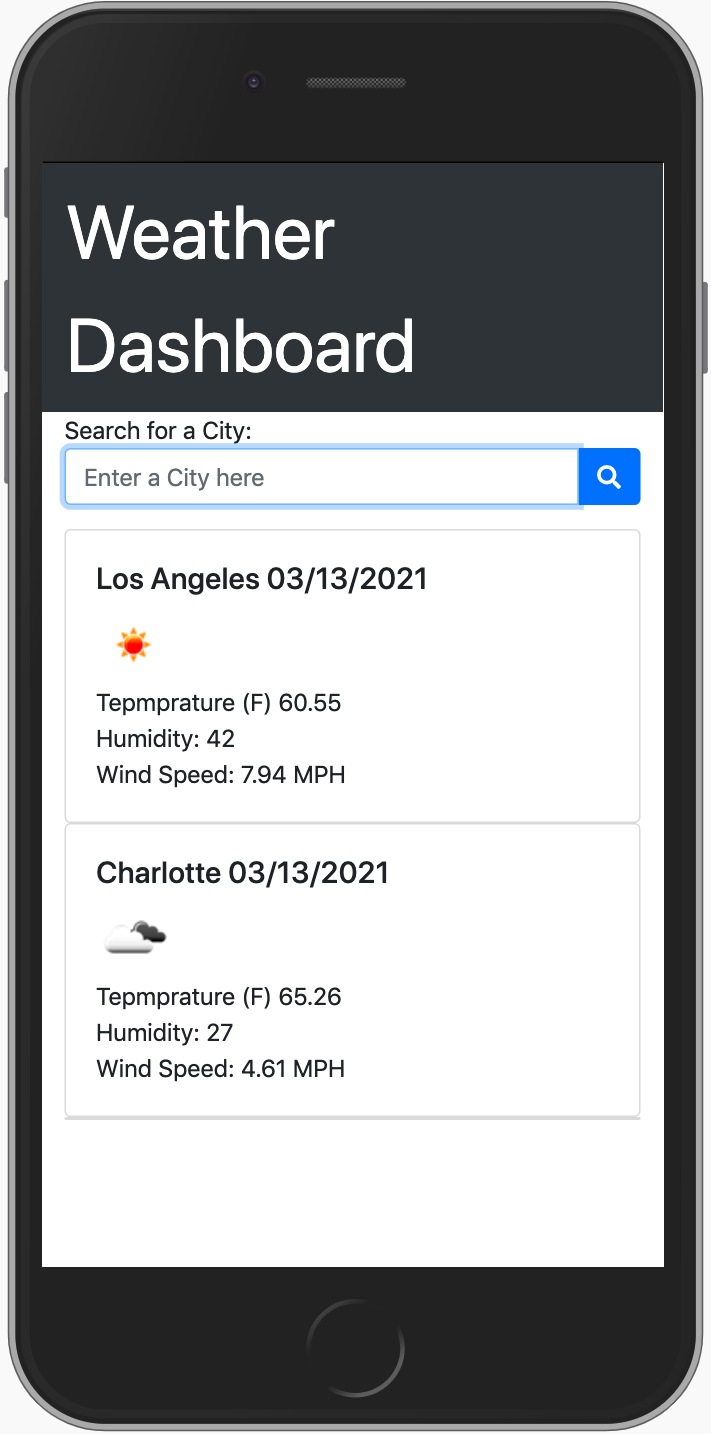 Weather
Dashboard
Search for a City:
Enter a City here
Los Angeles 03/13/2021
Tepmprature (F) 60.55
Humidity: 42
Wind Speed: 7.94 MPH
Charlotte 03/13/2021
Tepmprature (F) 65.26
Humidity: 27
Wind Speed: 4.61 MPH